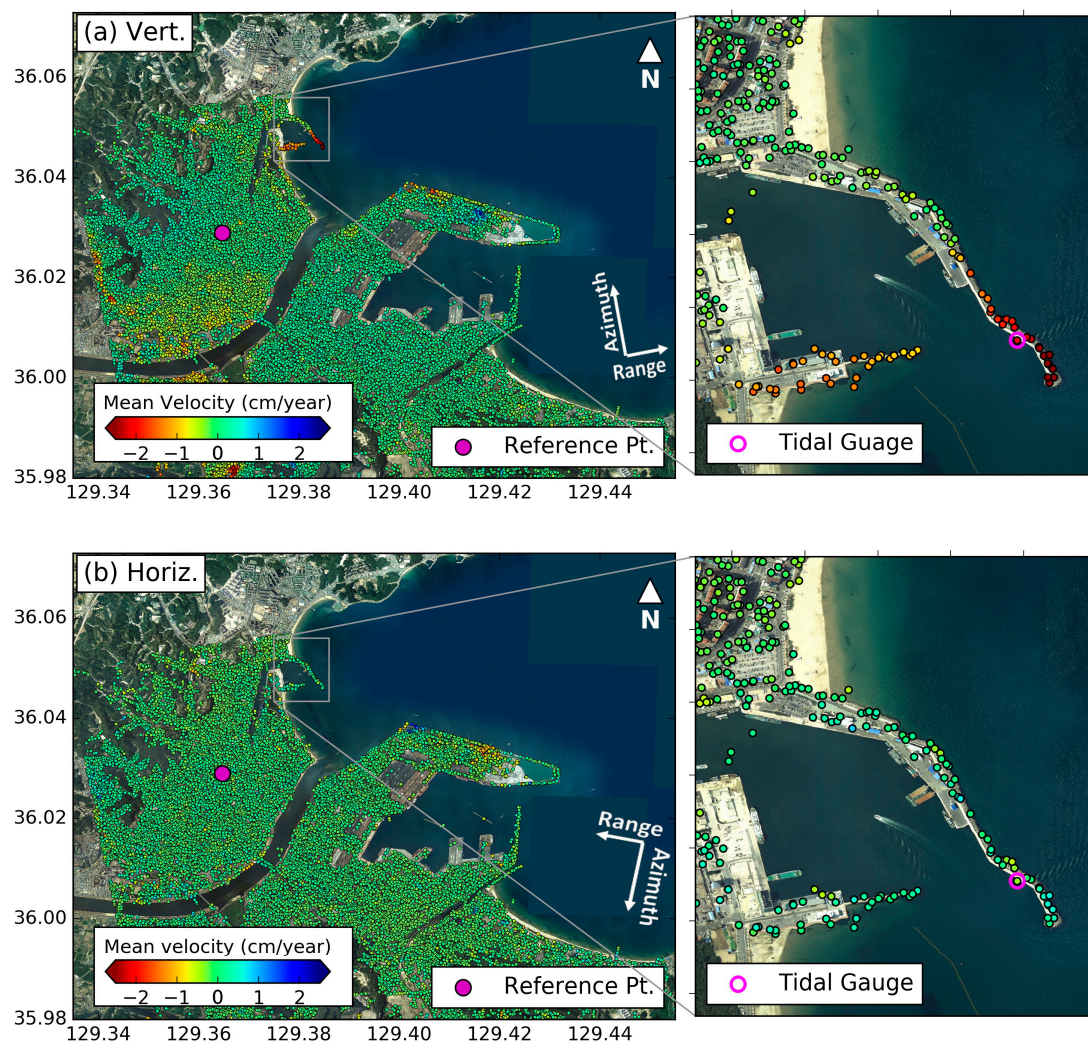 (a) Vert.
N
36.06
36.04
36.02
36.00
35.98
Azimuth
Range
Mean Velocity (cm/year)
−2 −1 0 1 2
Reference Pt.
Tidal Guage
129.34 129.36 129.38 129.40 129.42 129.44
(b) Horiz.
N
36.06
36.04
36.02
36.00
35.98
Range
Azimuth
Mean velocity (cm/year)
−2 −1 0 1 2
Reference Pt.
Tidal Gauge
129.34 129.36 129.38 129.40 129.42 129.44